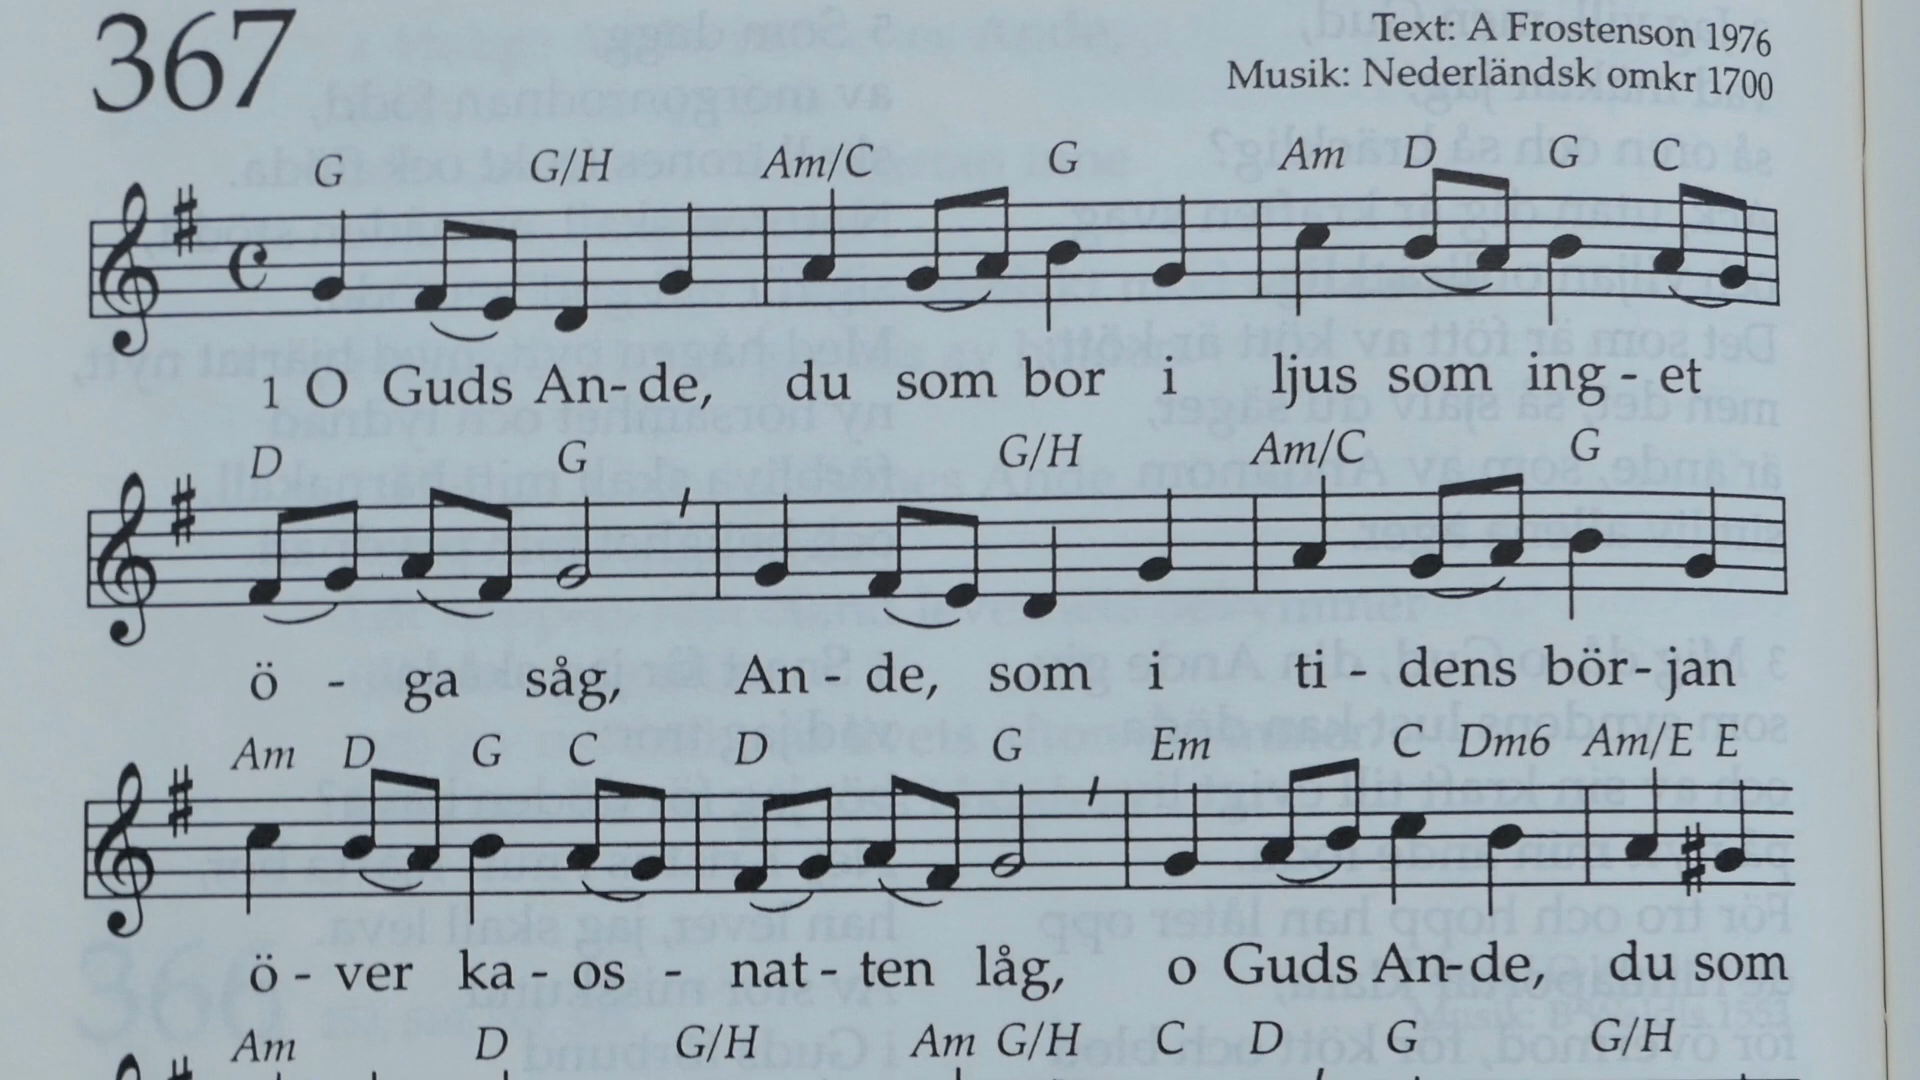 367
Text: A Frostenson 1976
Musik: Nederländsk omkr 1700
G G/H Am/C G Am D G C
1 O Guds An-de, du som bor i ljus som ing - et
D G G/H Am/C G
ö - ga såg, An - de, som i ti - dens bör-jan
Am D G C D G Em C Dm6 Am/E E
ö - ver ka - os - nat - ten låg, o Guds An-de, du som
Am D G/H Am G/H C D G G/H